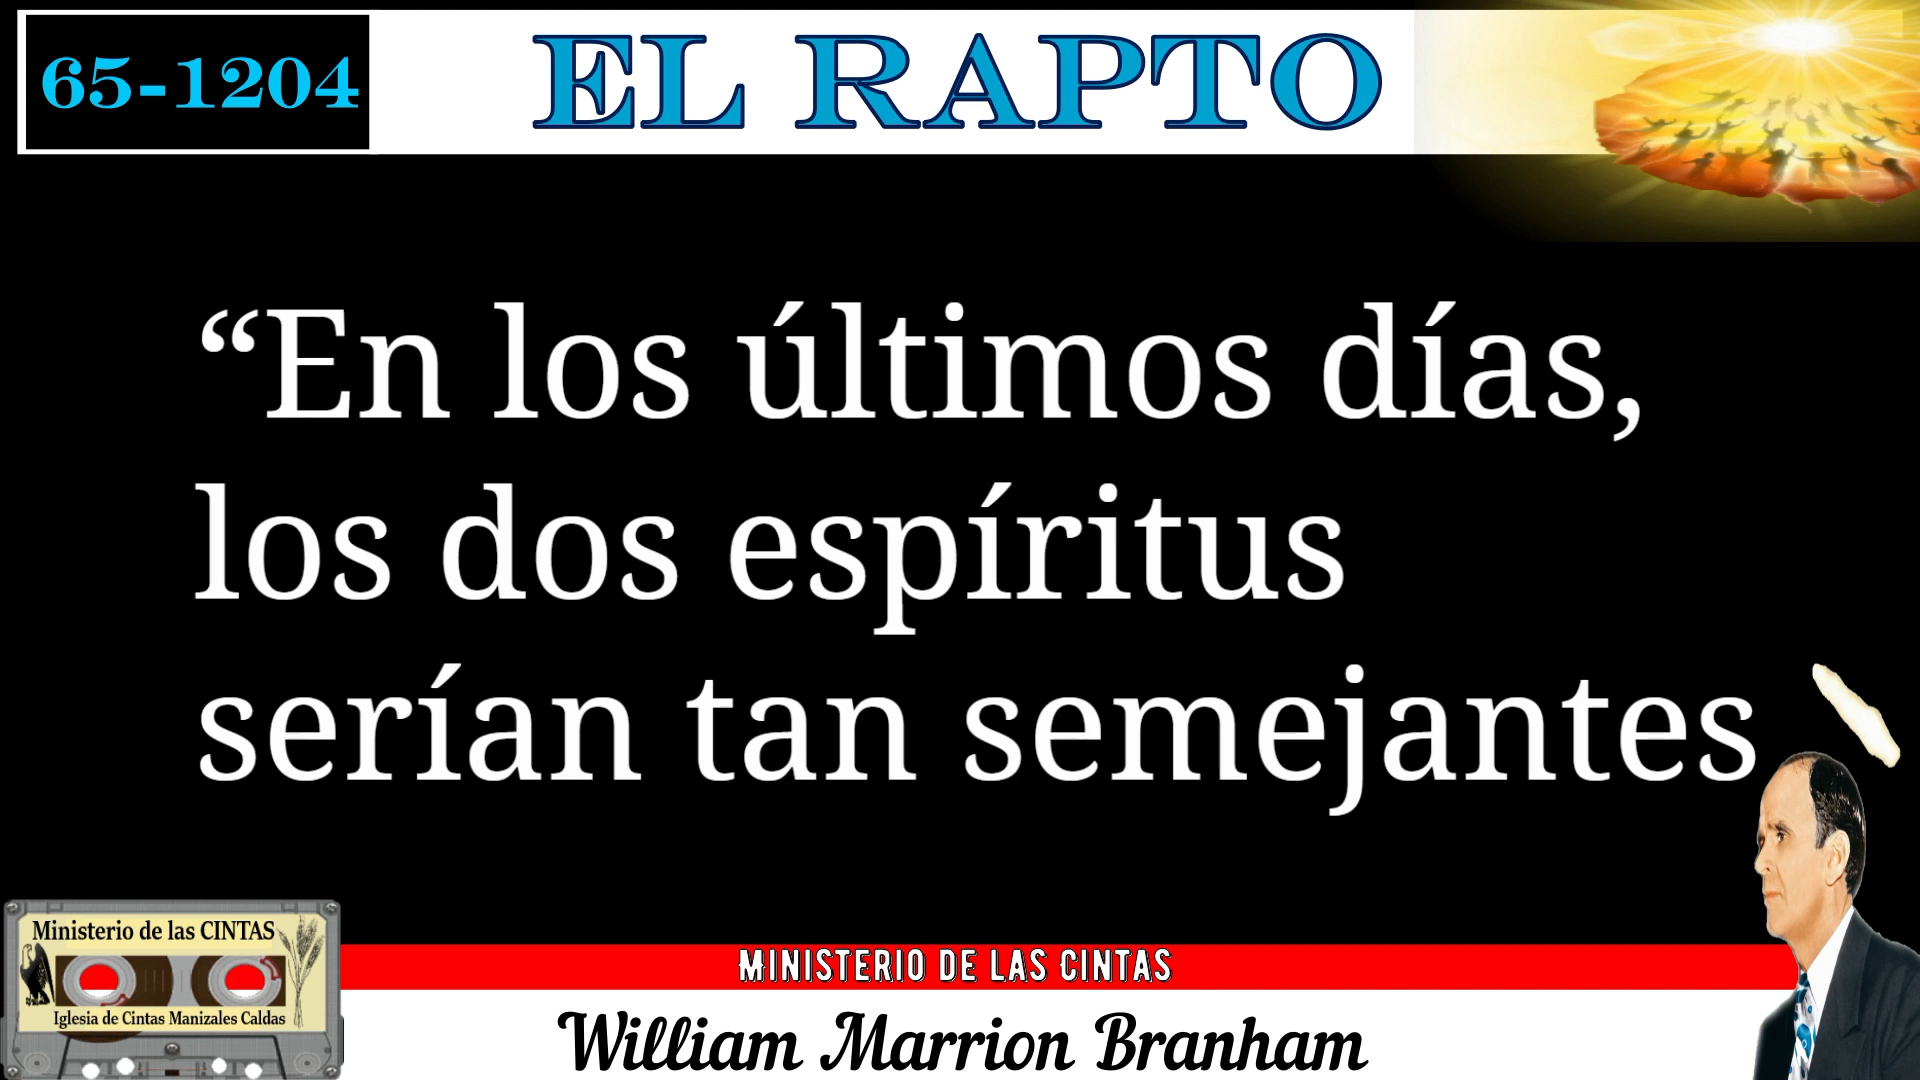 65-1204
EL RAPTO
“En los últimos días,
los dos espíritus
serían tan semejantes
Ministerio de las CINTAS
Iglesia de Cintas Manizales Caldas
MINISTERIO DE LAS CINTAS
William Marrion Branham